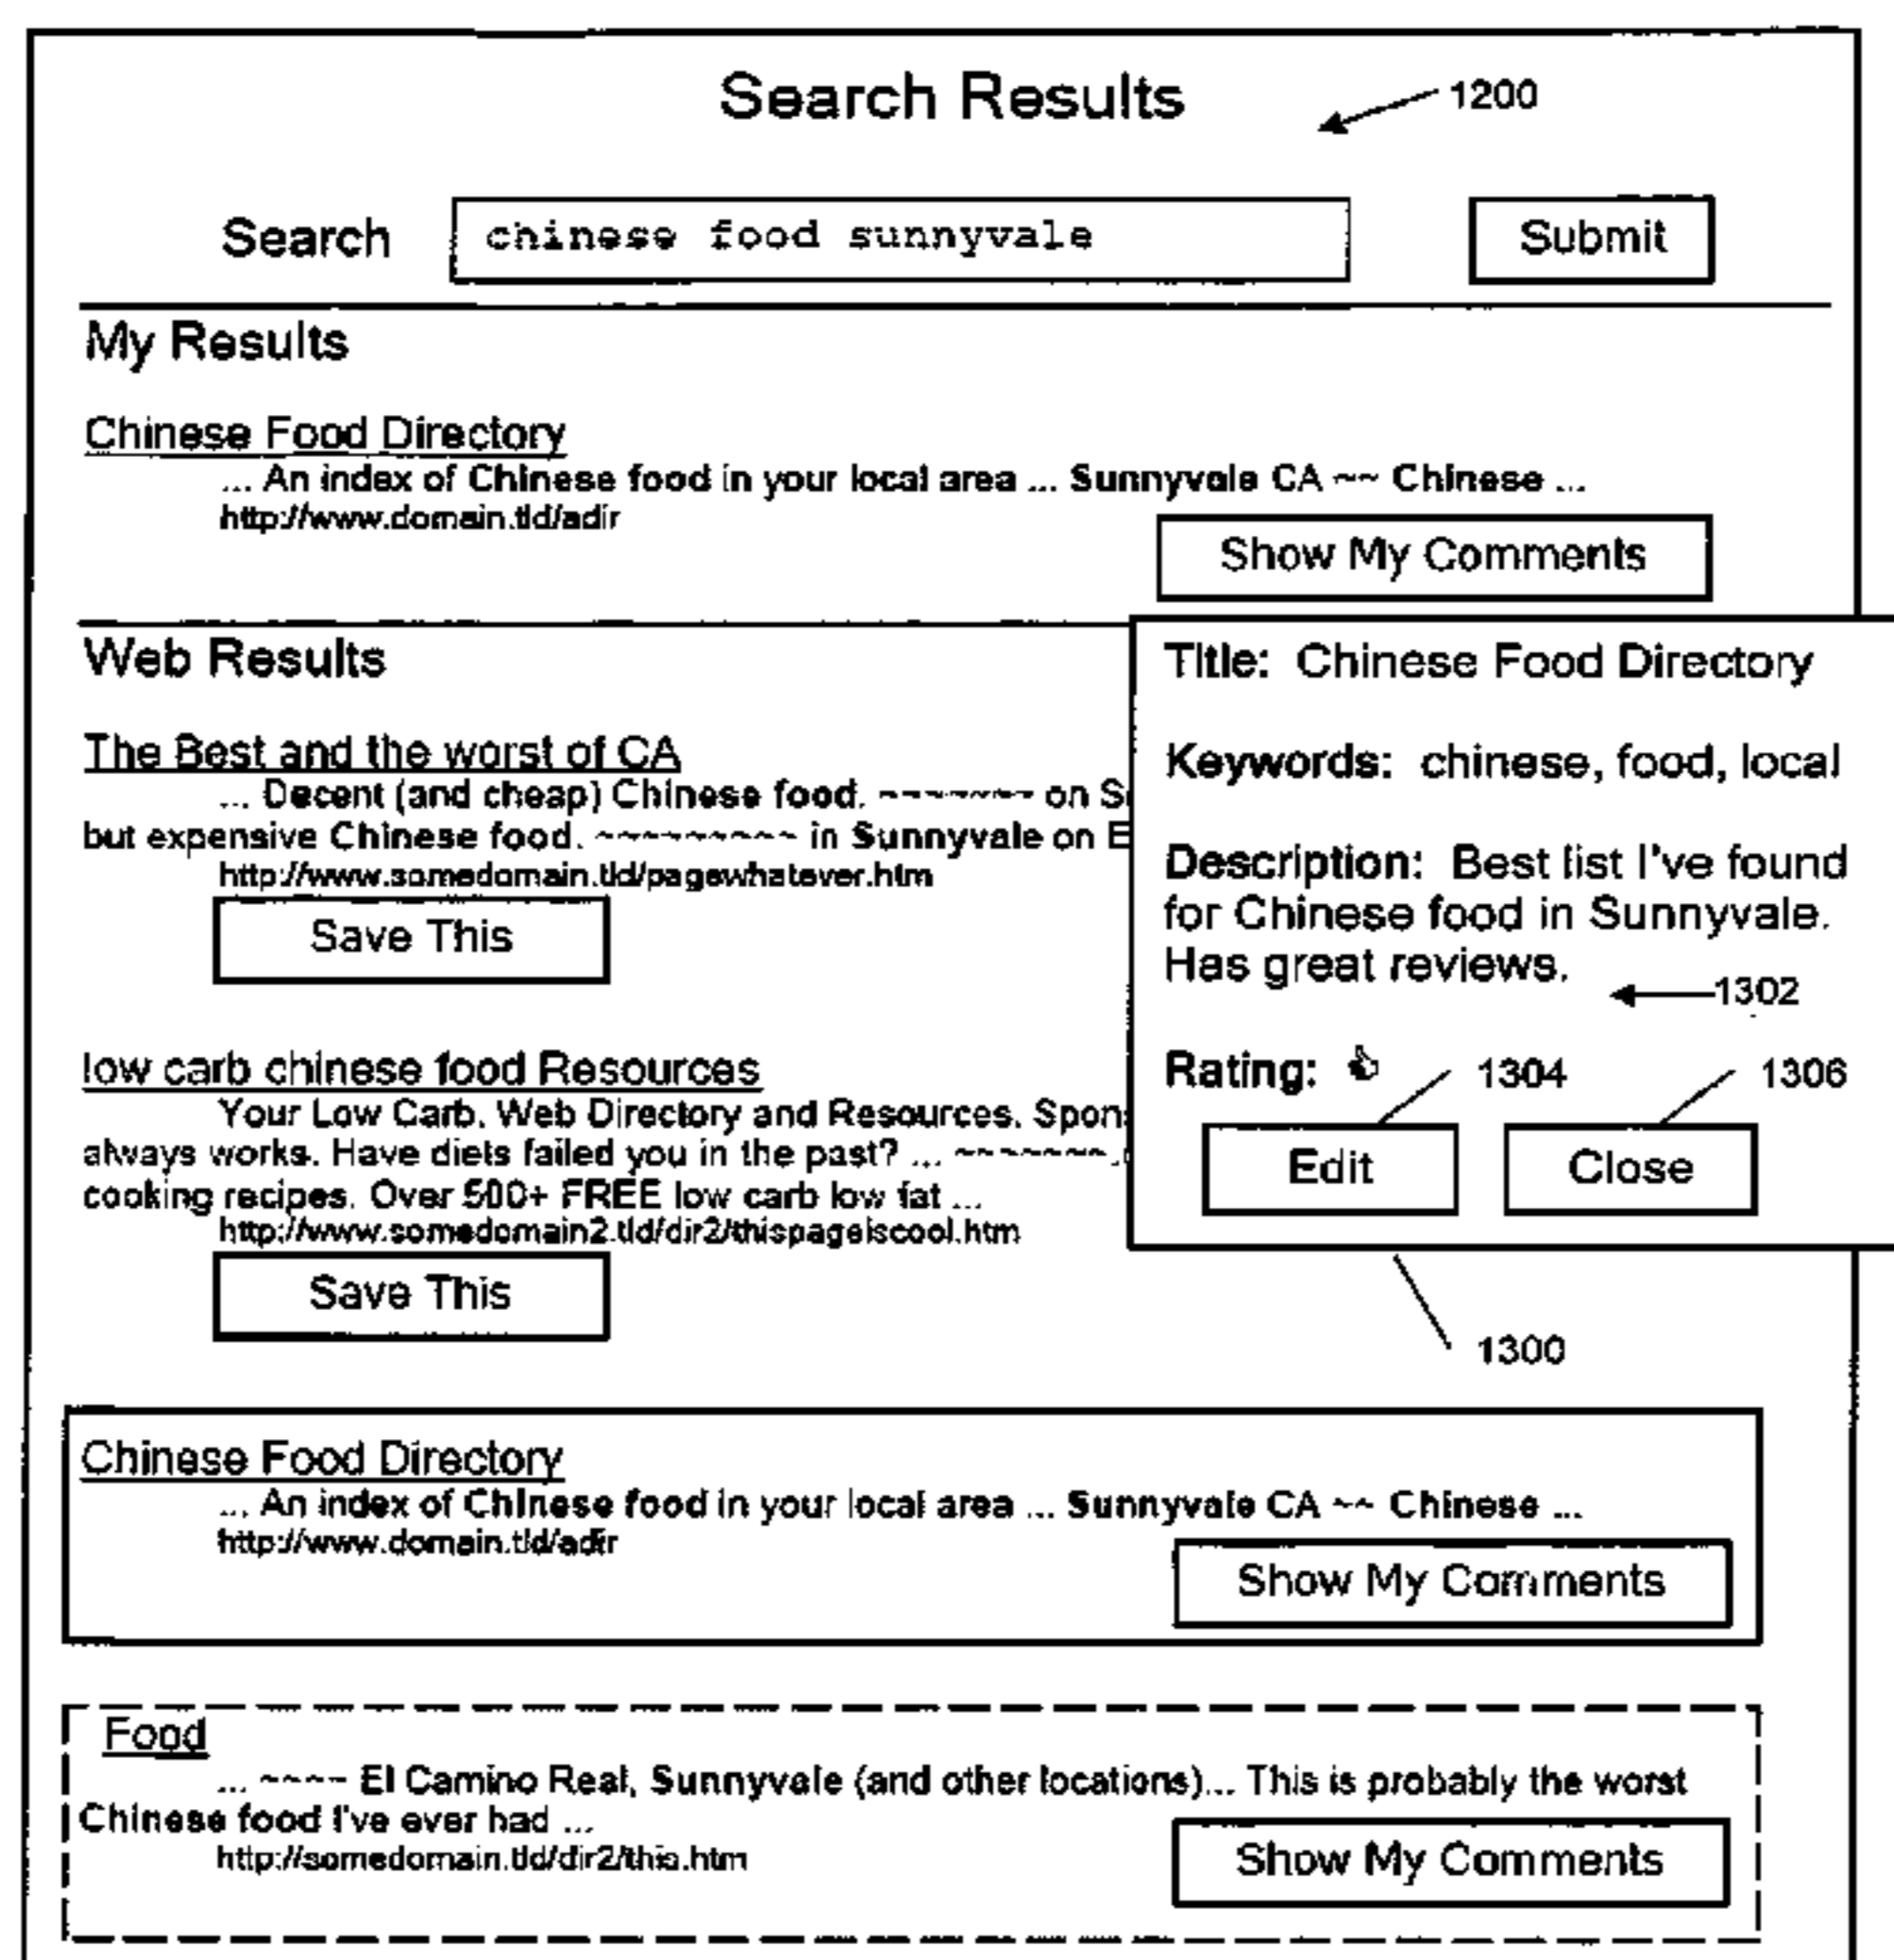 Search Results
1200
Search
chinese food sunnyvale
Submit
My Results
Chinese Food Directory
... An index of Chinese food in your local area ... Sunnyvale CA ~~ Chinese ...
http://www.domain.tld/adir
Show My Comments
Web Results
The Best and the worst of CA
... Decent (and cheap) Chinese food. ~~~~~~~ on S
but expensive Chinese food. ~~~~~~~~~ in Sunnyvale on E
http://www.somedomain.tld/pagewhatever.htm
Save This
low carb chinese food Resources
Your Low Carb. Web Directory and Resources. Spons
always works. Have diets failed you in the past? ... ~~~~~~~.
cooking recipes. Over 500+ FREE low carb low fat ...
http://www.somedomain2.tld/dir2/thispageiscool.htm
Save This
Title: Chinese Food Directory
Keywords: chinese, food, local
Description: Best list I've found
for Chinese food in Sunnyvale.
Has great reviews.
1302
Rating:
1304
1306
Edit
Close
1300
Chinese Food Directory
... An index of Chinese food in your local area ... Sunnyvale CA ~~ Chinese ...
http://www.domain.tld/adir
Show My Comments
Food
... ~~~~ El Camino Real, Sunnyvale (and other locations)... This is probably the worst
Chinese food I've ever had ...
http://somedomain.tld/dir2/this.htm
Show My Comments